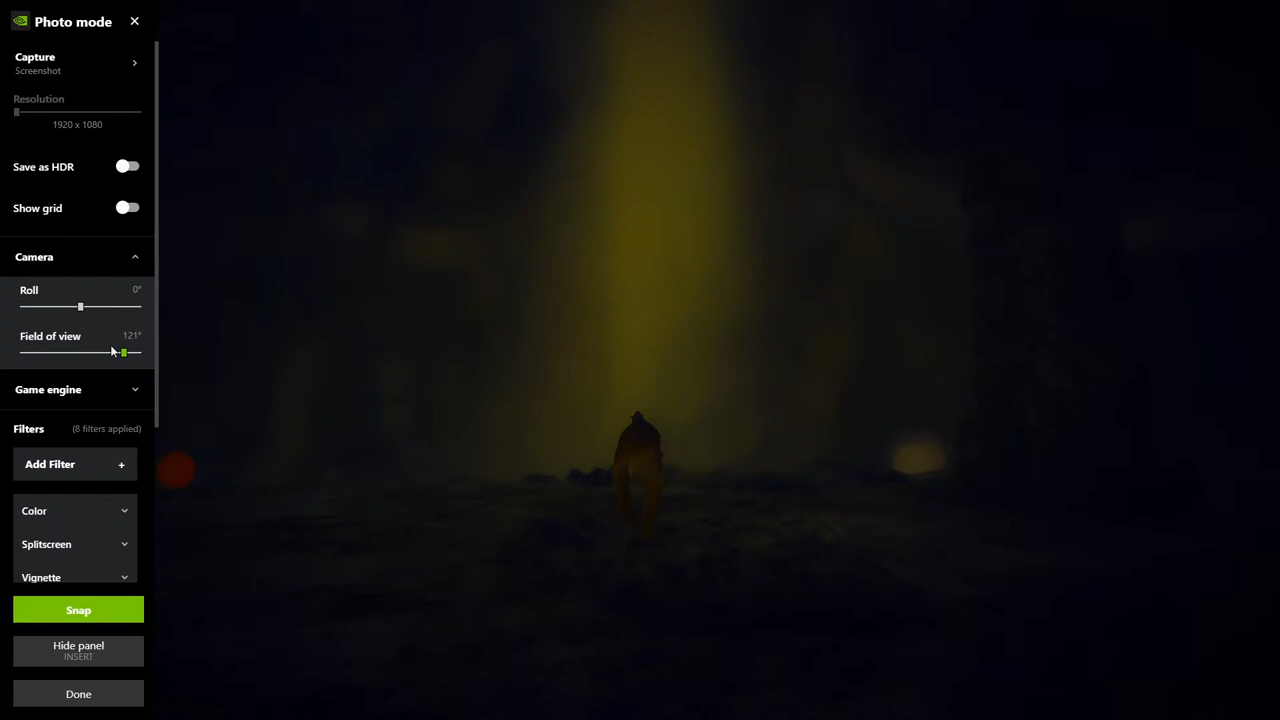 Photo mode
Capture
Screenshot
Resolution
1920 x 1080
Save as HDR
Show grid
Camera
Roll 0°
Field of view 121°
Game engine
Filters (8 filters applied)
Add Filter +
Color
Splitscreen
Vignette
Snap
Hide panel
INSERT
Done